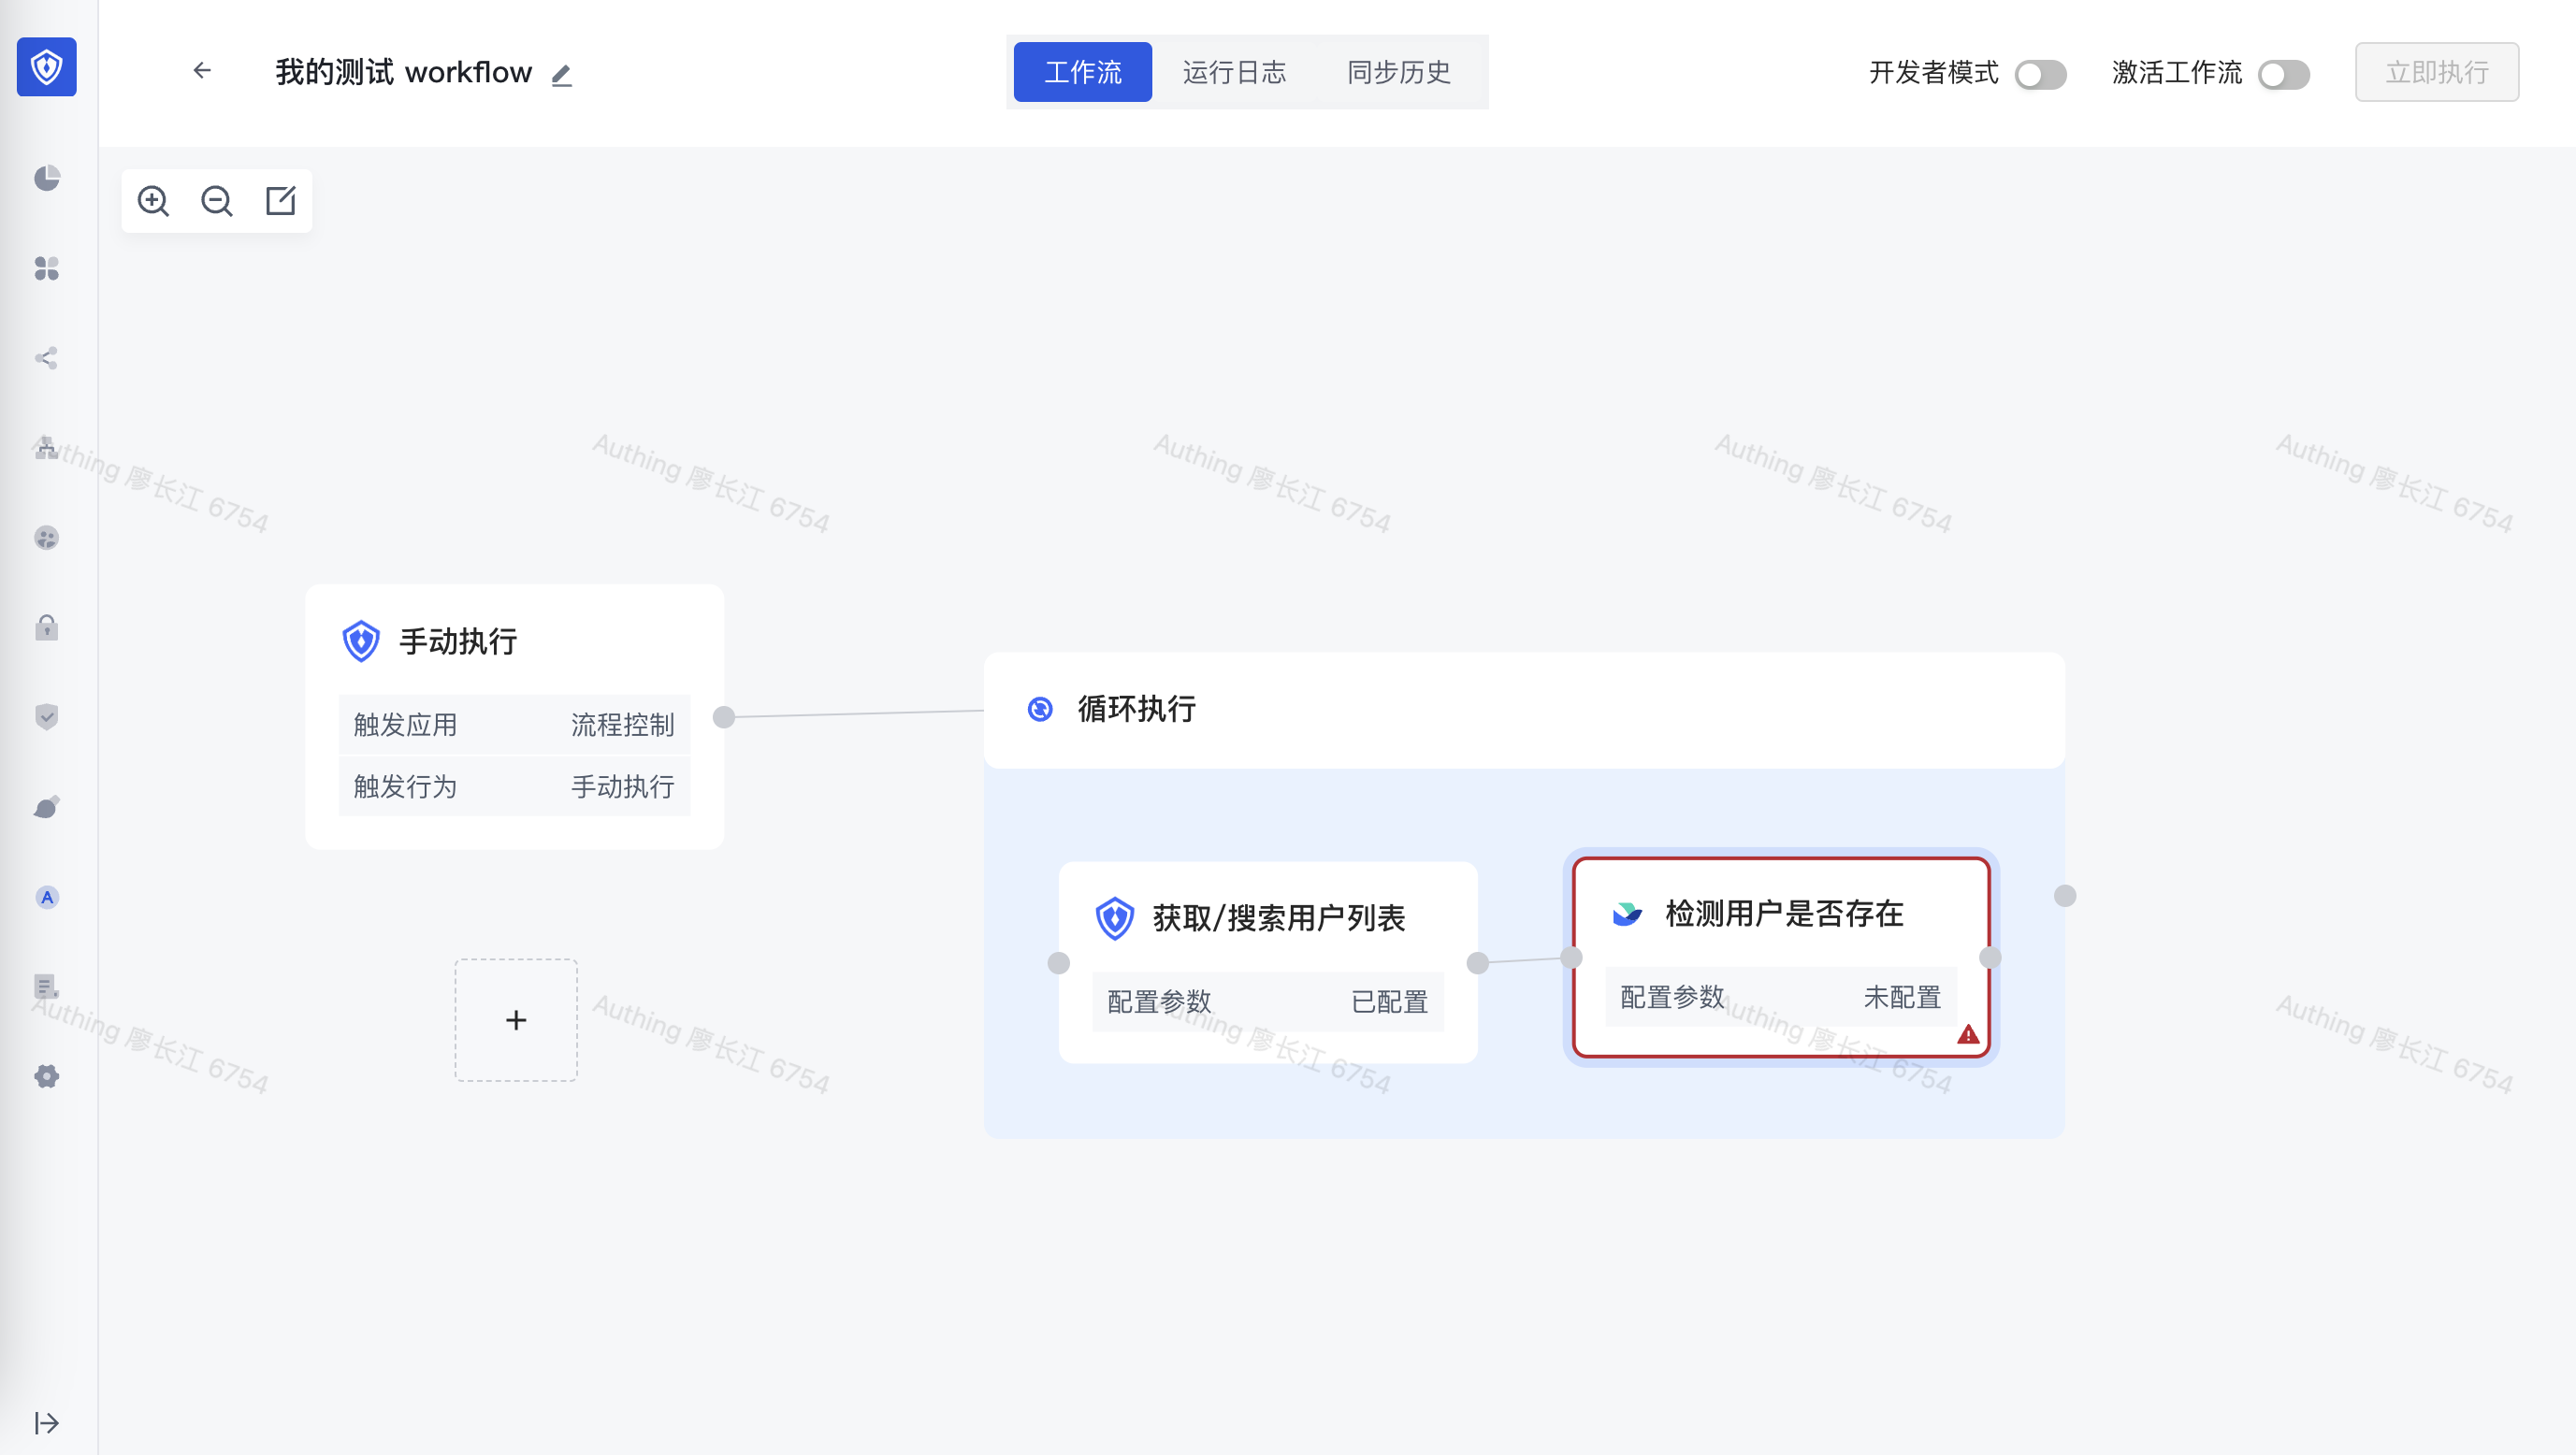 我的测试 workflow
工作流 运行日志 同步历史
开发者模式 激活工作流 立即执行
Authing 廖长江 6754
Authing 廖长江 6754
Authing 廖长江 6754
Authing 廖长江 6754
Authing 廖长江 6754
手动执行
触发应用 流程控制
触发行为 手动执行
循环执行
获取/搜索用户列表
配置参数 已配置
检测用户是否存在
配置参数 未配置
A
Authing 廖长江 6754
Authing 廖长江 6754
Authing 廖长江 6754
Authing 廖长江 6754
Authing 廖长江 6754